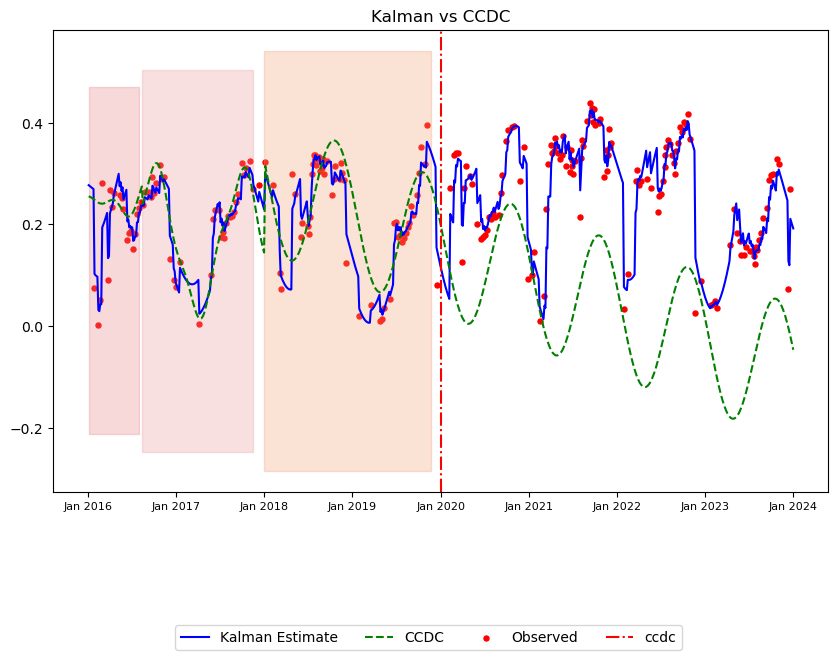 Kalman vs CCDC
0.4
0.2
0.0
−0.2
Jan 2016 Jan 2017 Jan 2018 Jan 2019 Jan 2020 Jan 2021 Jan 2022 Jan 2023 Jan 2024
Kalman Estimate CCDC Observed ccdc